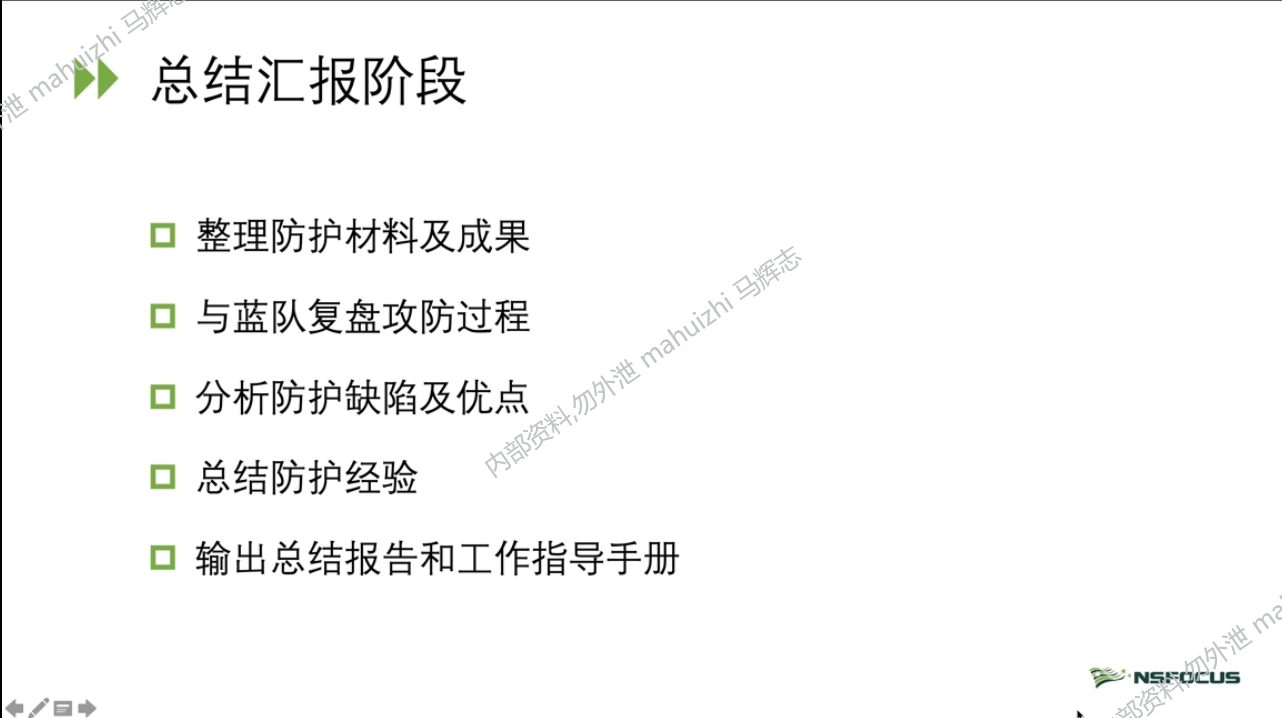 总结汇报阶段
整理防护材料及成果
与蓝队复盘攻防过程
分析防护缺陷及优点
总结防护经验
输出总结报告和工作指导手册
泄 mahuizhi 马辉志
内部资料,勿外泄 mahuizhi 马辉志
NSFOCUS
内部资料,勿外泄 ma